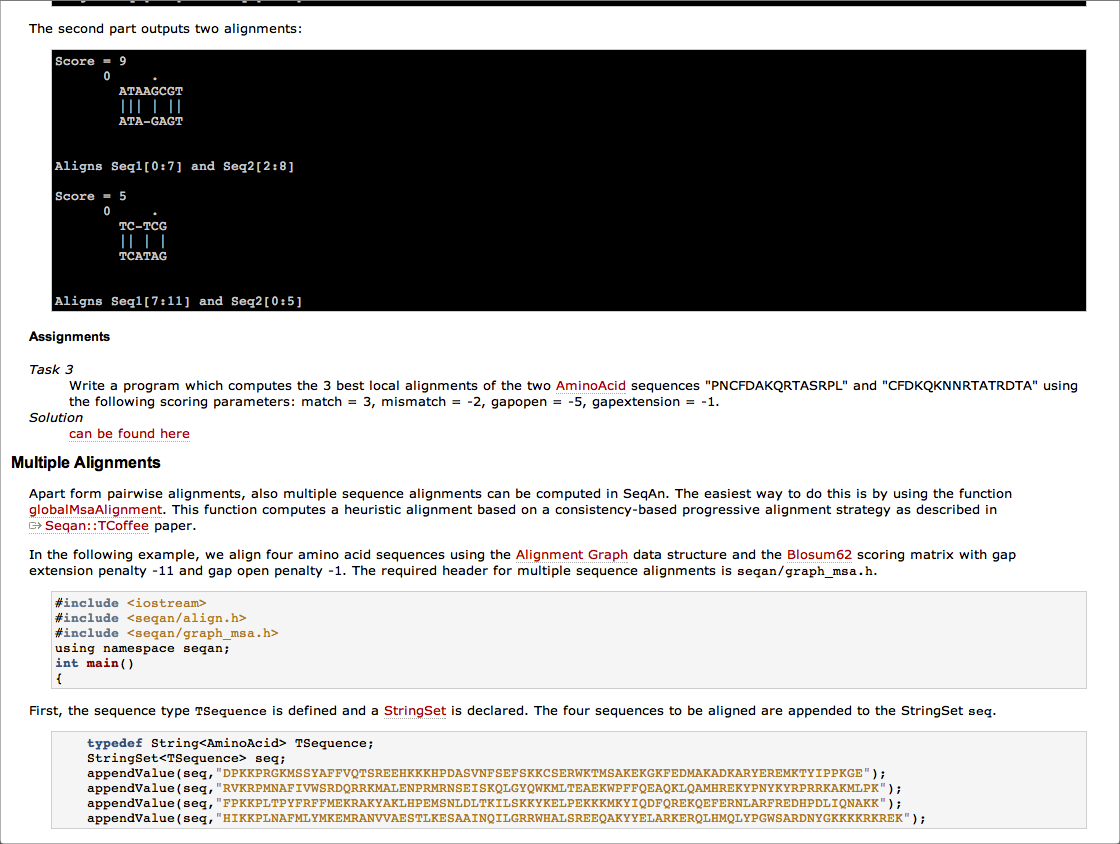 The second part outputs two alignments:
Score = 9
0     .
ATAAGCGT
||| | ||
ATA-GAGT
Aligns Seq1[0:7] and Seq2[2:8]
Score = 5
0     .
TC-TCG
|| | |
TCATAG
Aligns Seq1[7:11] and Seq2[0:5]
Assignments
Task 3
Write a program which computes the 3 best local alignments of the two AminoAcid sequences "PNCFDAKQRTASRPL" and "CFDKQKNNRTATRDTA" using
the following scoring parameters: match = 3, mismatch = -2, gapopen = -5, gapextension = -1.
Solution
can be found here
Multiple Alignments
Apart form pairwise alignments, also multiple sequence alignments can be computed in SeqAn. The easiest way to do this is by using the function
globalMsaAlignment. This function computes a heuristic alignment based on a consistency-based progressive alignment strategy as described in
Seqan::TCoffee paper.
In the following example, we align four amino acid sequences using the Alignment Graph data structure and the Blosum62 scoring matrix with gap
extension penalty -11 and gap open penalty -1. The required header for multiple sequence alignments is seqan/graph_msa.h.
#include <iostream>
#include <seqan/align.h>
#include <seqan/graph_msa.h>
using namespace seqan;
int main()
{
First, the sequence type TSequence is defined and a StringSet is declared. The four sequences to be aligned are appended to the StringSet seq.
typedef String<AminoAcid> TSequence;
StringSet<TSequence> seq;
appendValue(seq,"DPKKPRGKMSSYAFFVQTSREEHKKKHPDASVNFSEFSKKCSERWKTMSAKEKGKFEDMAKADKARYEREMKTYIPPKGE");
appendValue(seq,"RVKRPMNAFIVWSRDQRRKMALENPRMRNSEISKQLGYQWKMLTEAEKWPFFQEAQKLQAMHREKYPNYKYRPRRKAKMLPK");
appendValue(seq,"FPKKPLTPYFRFFMEKRAKYAKLHPEMSNLDLTKILSKKYKELPEKKKMKYIQDFQREKQEFERNLARFREDHPDLIQNAKK");
appendValue(seq,"HIKKPLNAFMLYMKEMRANVVAESTLKESAAINQILGRRWHALSREEQAKYYELARKERQLHMQLYPGWSARDNYGKKKKRKREK");